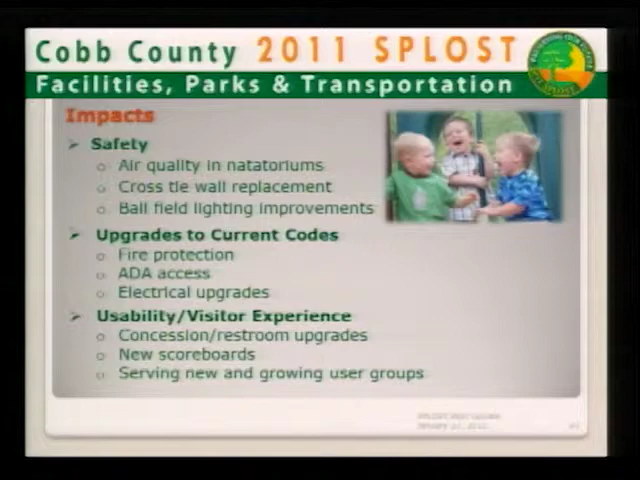 Cobb County 2011 SPLOST
Facilities, Parks & Transportation
Impacts
Safety
Air quality in natatoriums
Cross tie wall replacement
Ball field lighting improvements
Upgrades to Current Codes
Fire protection
ADA access
Electrical upgrades
Usability/Visitor Experience
Concession/restroom upgrades
New scoreboards
Serving new and growing user groups